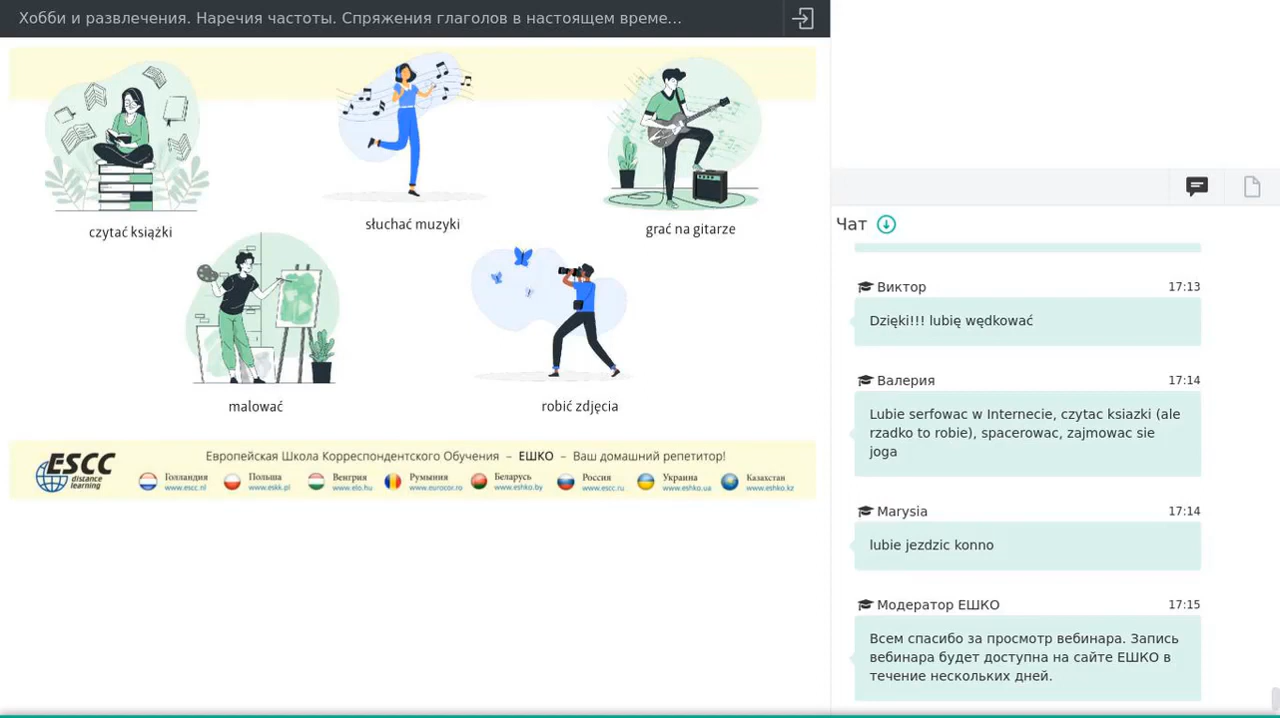 Хобби и развлечения. Наречия частоты. Спряжения глаголов в настоящем време...
czytać książki
słuchać muzyki
grać na gitarze
malować
robić zdjęcia
ESCC
distance
learning
Европейская Школа Корреспондентского Обучения – ЕШКО – Ваш домашний репетитор!
Голландия
www.escc.nl
Польша
www.eskk.pl
Венгрия
www.elo.hu
Румыния
www.eurocor.ro
Беларусь
www.eshko.by
Россия
www.escc.ru
Украина
www.eshko.ua
Казахстан
www.eshko.kz
Чат
Виктор 17:13
Dzięki!!! lubię wędkować
Валерия 17:14
Lubie serfowac w Internecie, czytac ksiazki (ale
rzadko to robie), spacerowac, zajmowac sie
joga
Marysia 17:14
lubie jezdzic konno
Модератор ЕШКО 17:15
Всем спасибо за просмотр вебинара. Запись
вебинара будет доступна на сайте ЕШКО в
течение нескольких дней.